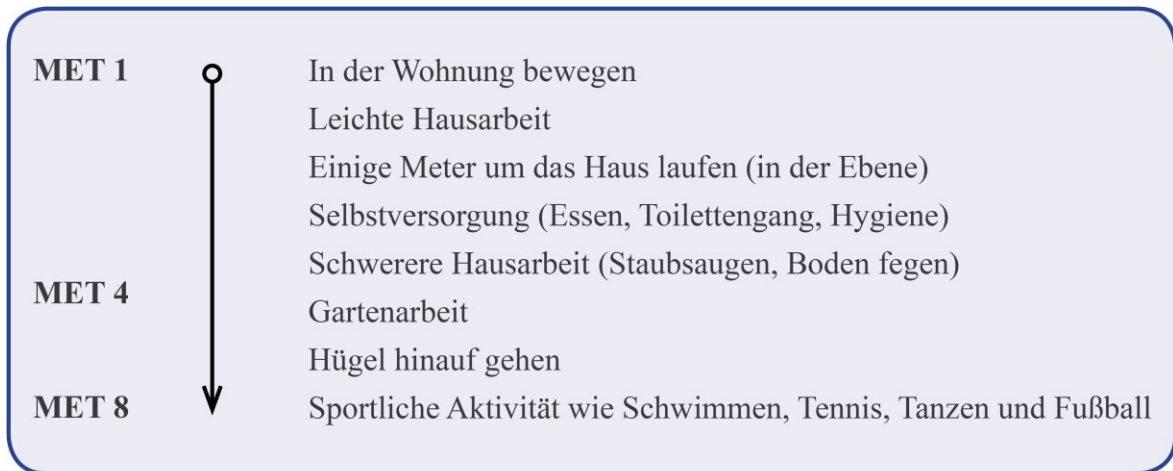 MET 1 In der Wohnung bewegen
Leichte Hausarbeit
Einige Meter um das Haus laufen (in der Ebene)
Selbstversorgung (Essen, Toilettengang, Hygiene)
Schwerere Hausarbeit (Staubsaugen, Boden fegen)
MET 4
Gartenarbeit
Hügel hinauf gehen
MET 8 Sportliche Aktivität wie Schwimmen, Tennis, Tanzen und Fußball